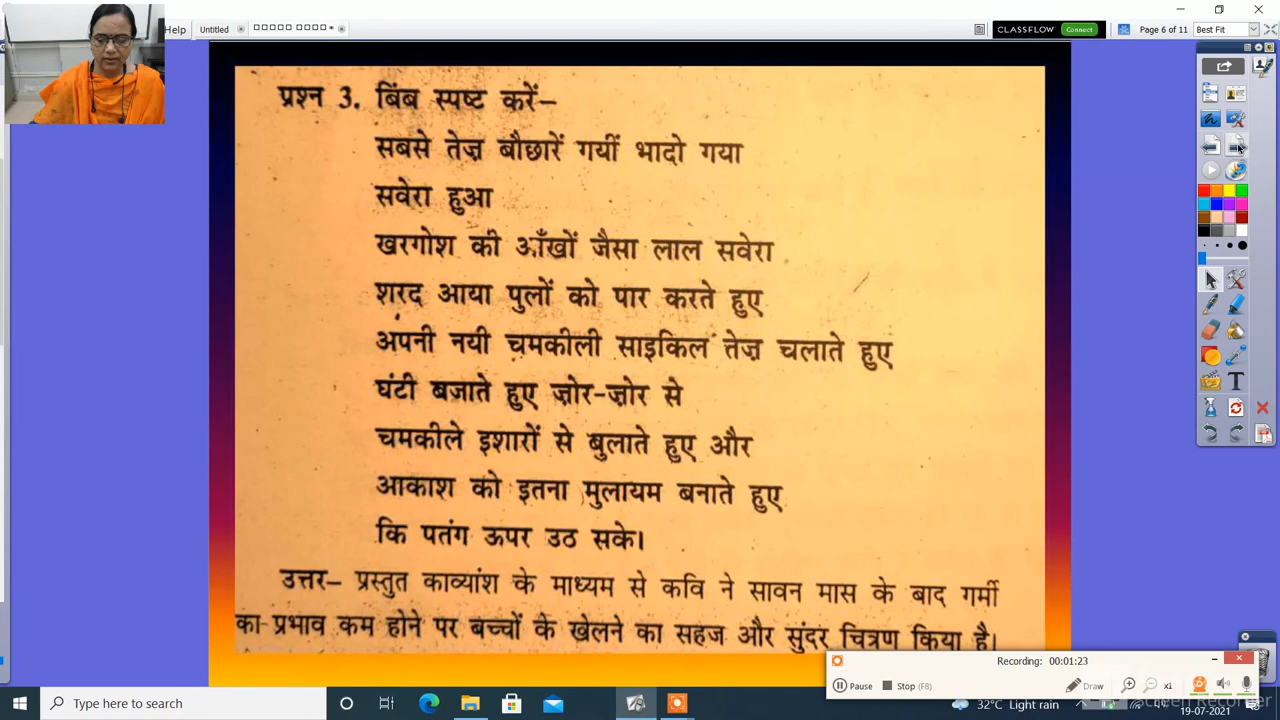 Help
Untitled
CLASSFLOW Connect
Page 6 of 11
Best Fit
प्रश्न 3. बिंब स्पष्ट करें–
सबसे तेज़ बौछारें गयीं भादो गया
सवेरा हुआ
खरगोश की आँखों जैसा लाल सवेरा
शरद आया पुलों को पार करते हुए
अपनी नयी चमकीली साइकिल तेज़ चलाते हुए
घंटी बजाते हुए ज़ोर-ज़ोर से
चमकीले इशारों से बुलाते हुए और
आकाश को इतना मुलायम बनाते हुए
कि पतंग ऊपर उठ सके।
उत्तर– प्रस्तुत काव्यांश के माध्यम से कवि ने सावन मास के बाद गर्मी
का प्रभाव कम होने पर बच्चों के खेलने का सहज और सुंदर चित्रण किया है।
Recording: 00:01:23
Pause
Stop (F8)
Draw
x1
Type here to search
32°C Light rain
19-07-2021